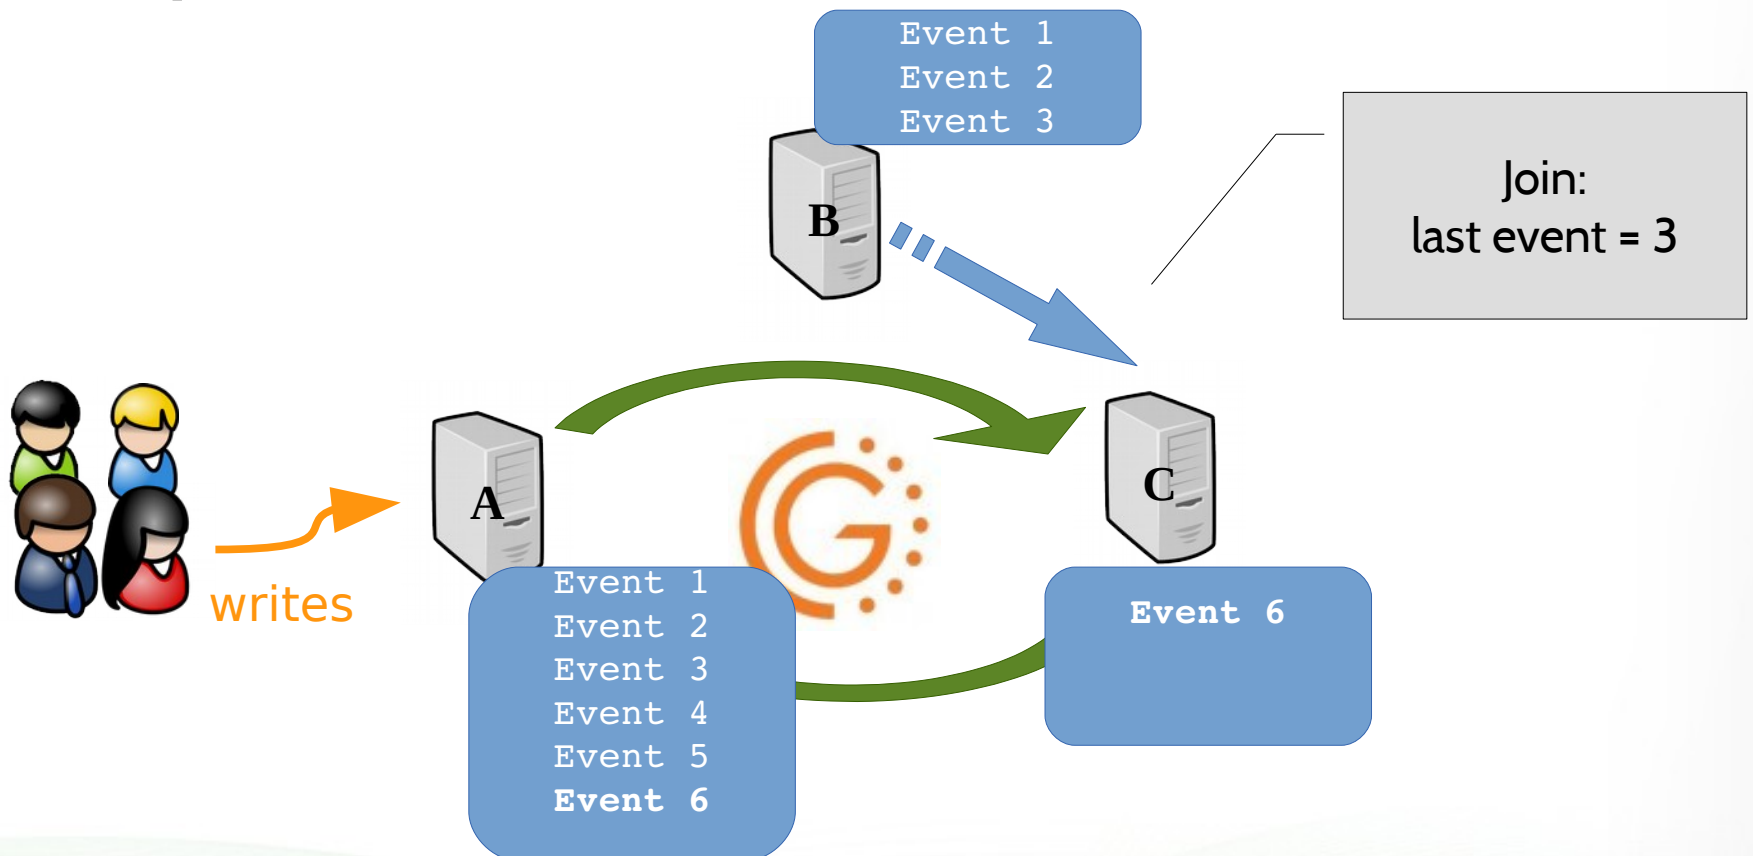 Event 1
Event 2
Event 3
B
Join:
last event = 3
A
C
writes
Event 1
Event 2
Event 3
Event 4
Event 5
Event 6
Event 6